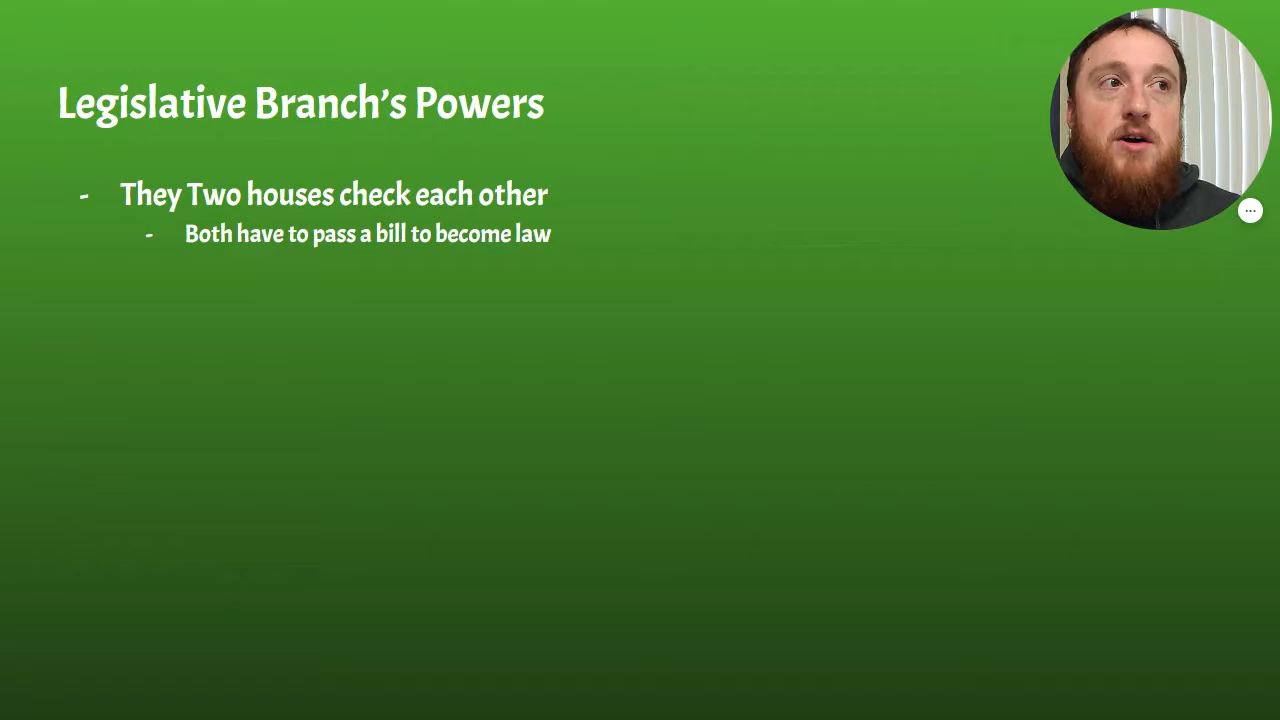 Legislative Branch’s Powers
- They Two houses check each other
- Both have to pass a bill to become law